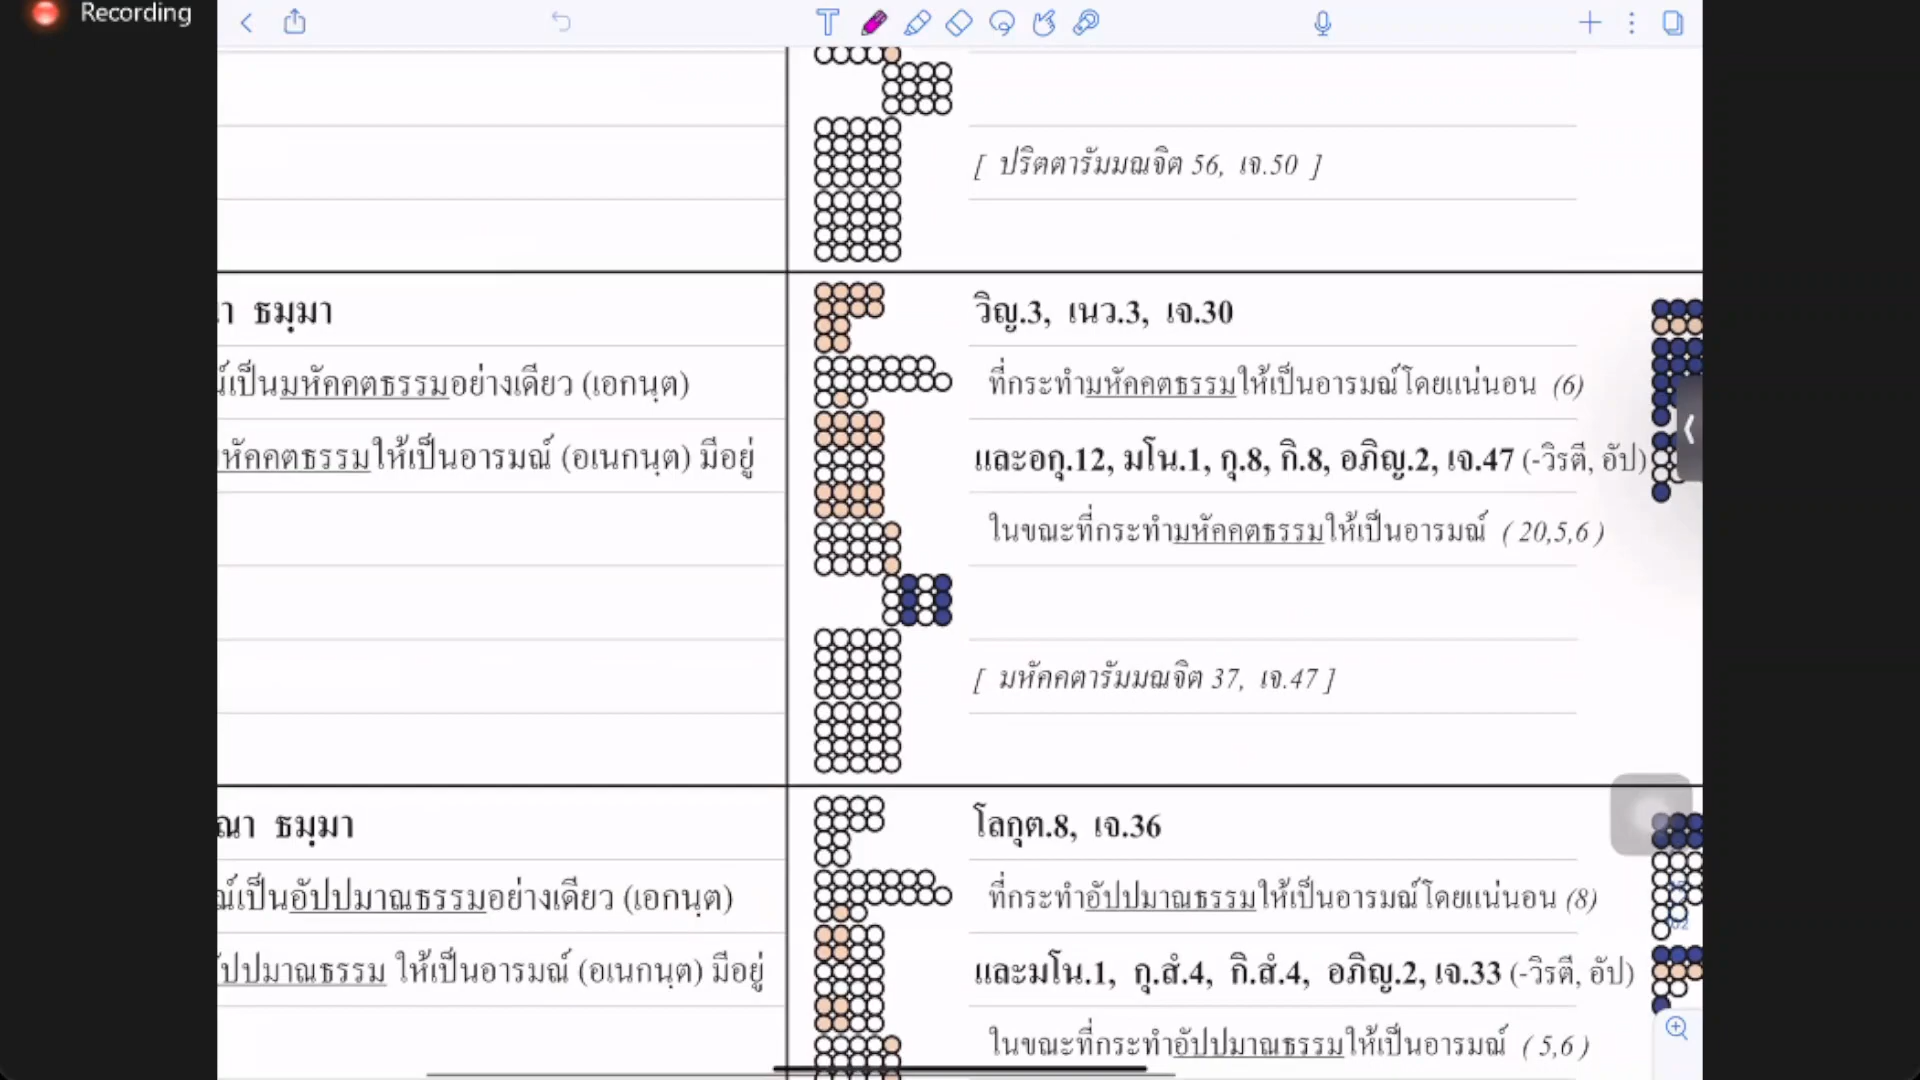 Recording
[ ปริตตารัมมณจิต 56, เจ.50 ]
ธมฺมา
วิญ.3, เนว.3, เจ.30
เป็นมหัคคตธรรมอย่างเดียว (เอกนฺต)
ที่กระทำมหัคคตธรรมให้เป็นอารมณ์โดยแน่นอน (6)
หัคคตธรรมให้เป็นอารมณ์ (อเนกนฺต) มีอยู่
และอกุ.12, มโน.1, กุ.8, กิ.8, อภิญ.2, เจ.47 (-วิรตี, อัป)
ในขณะที่กระทำมหัคคตธรรมให้เป็นอารมณ์ ( 20,5,6 )
[ มหัคคตารัมมณจิต 37, เจ.47 ]
ณา ธมฺมา
โลกุต.8, เจ.36
ณ์เป็นอัปปมาณธรรมอย่างเดียว (เอกนฺต)
ที่กระทำอัปปมาณธรรมให้เป็นอารมณ์โดยแน่นอน (8)
ัปปมาณธรรม ให้เป็นอารมณ์ (อเนกนฺต) มีอยู่
และมโน.1, กุ.สํ.4, กิ.สํ.4, อภิญ.2, เจ.33 (-วิรตี, อัป)
ในขณะที่กระทำอัปปมาณธรรมให้เป็นอารมณ์ ( 5,6 )